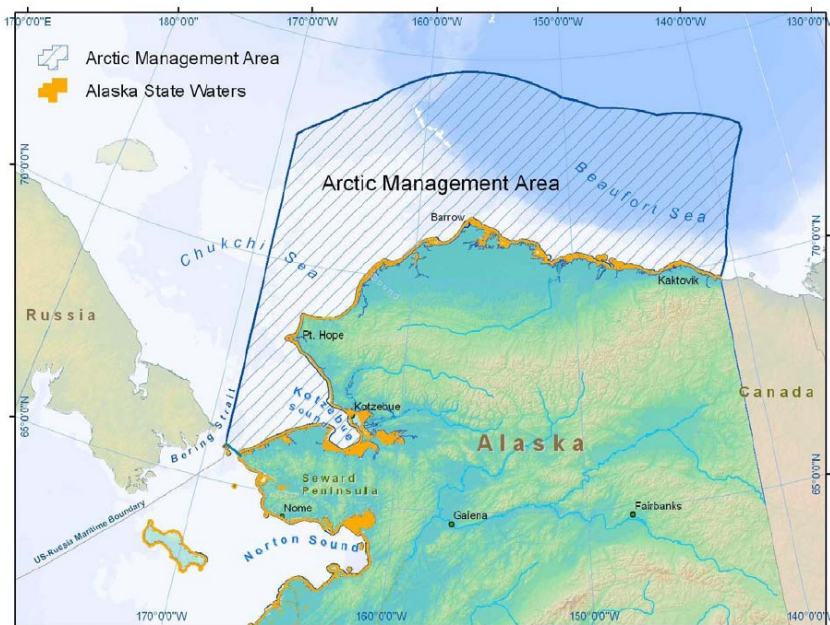 170°0'0"E
180°0'0"
170°0'0"W
160°0'0"W
150°0'0"W
140°0'0"W
130°0'0"W
Arctic Management Area
Alaska State Waters
70°0'0"N
Arctic Management Area
Beaufort Sea
Barrow
70°0'0"N
Chukchi Sea
Kaktovik
Russia
Pt. Hope
Canada
65°0'0"N
Kotzebue
Sound
Kotzebue
Bering Strait
Alaska
65°0'0"N
Seward
Peninsula
Nome
Galena
Fairbanks
US-Russia Maritime Boundary
Norton Sound
170°0'0"W
160°0'0"W
150°0'0"W
140°0'0"W